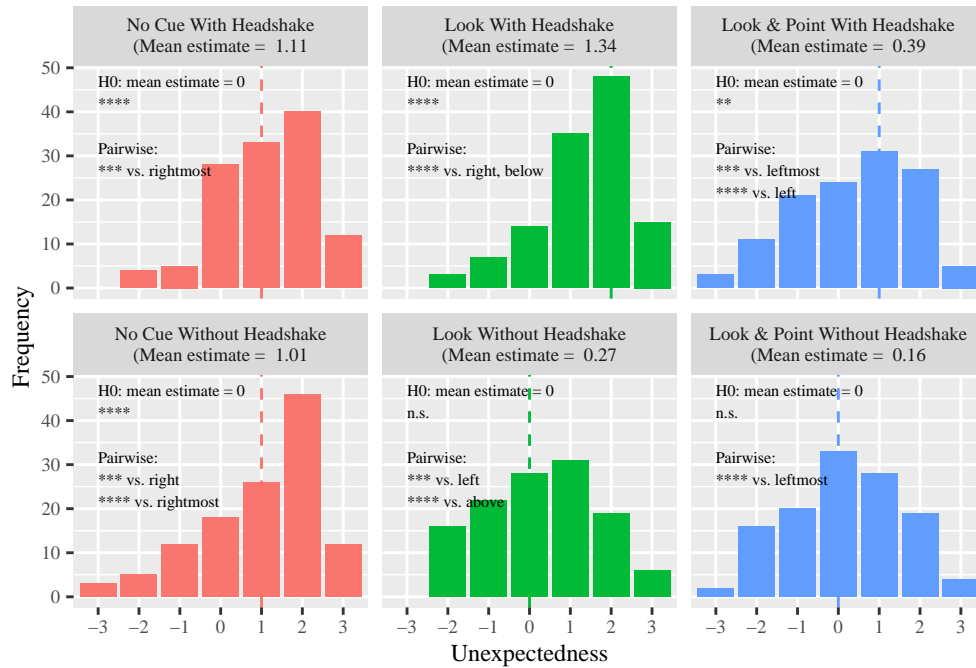 No Cue With Headshake
(Mean estimate = 1.11
Look With Headshake
(Mean estimate = 1.34
Look & Point With Headshake
(Mean estimate = 0.39
50
40
30
20
10
0
H0: mean estimate = 0
****
Pairwise:
*** vs. rightmost
H0: mean estimate = 0
****
Pairwise:
**** vs. right, below
H0: mean estimate = 0
**
Pairwise:
*** vs. leftmost
**** vs. left
Frequency
No Cue Without Headshake
(Mean estimate = 1.01
Look Without Headshake
(Mean estimate = 0.27
Look & Point Without Headshake
(Mean estimate = 0.16
50
40
30
20
10
0
H0: mean estimate = 0
****
Pairwise:
*** vs. right
**** vs. rightmost
H0: mean estimate = 0
n.s.
Pairwise:
*** vs. left
**** vs. above
H0: mean estimate = 0
n.s.
Pairwise:
**** vs. leftmost
−3 −2 −1 0 1 2 3
−3 −2 −1 0 1 2 3
−3 −2 −1 0 1 2 3
Unexpectedness